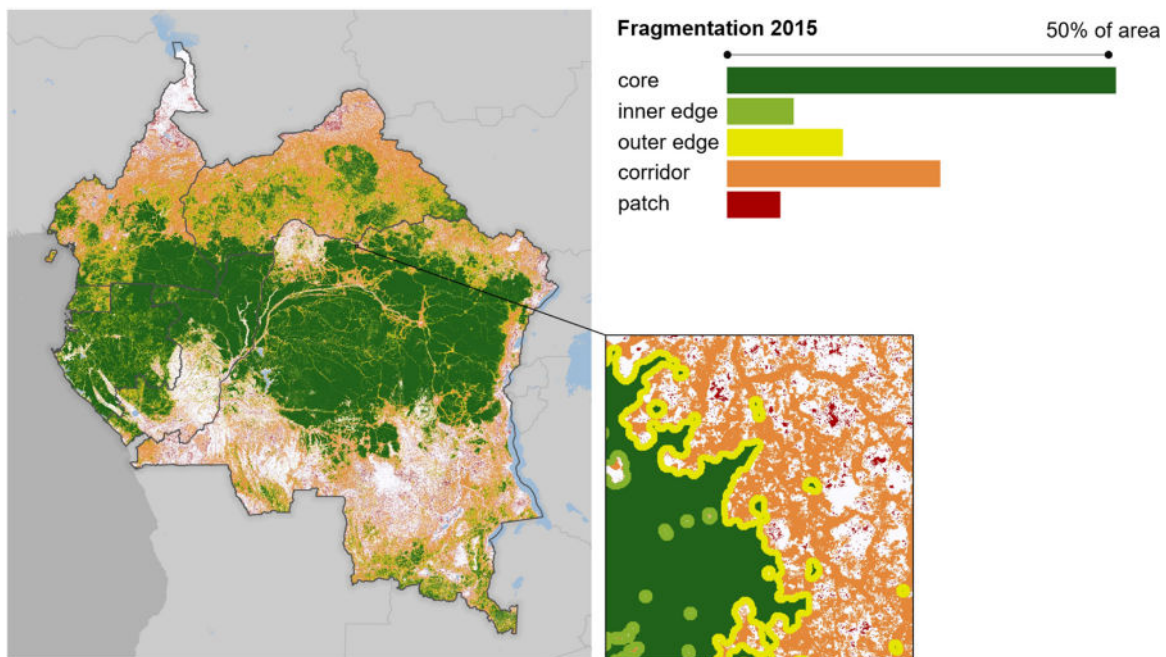 Fragmentation 2015
50% of area
core
inner edge
outer edge
corridor
patch